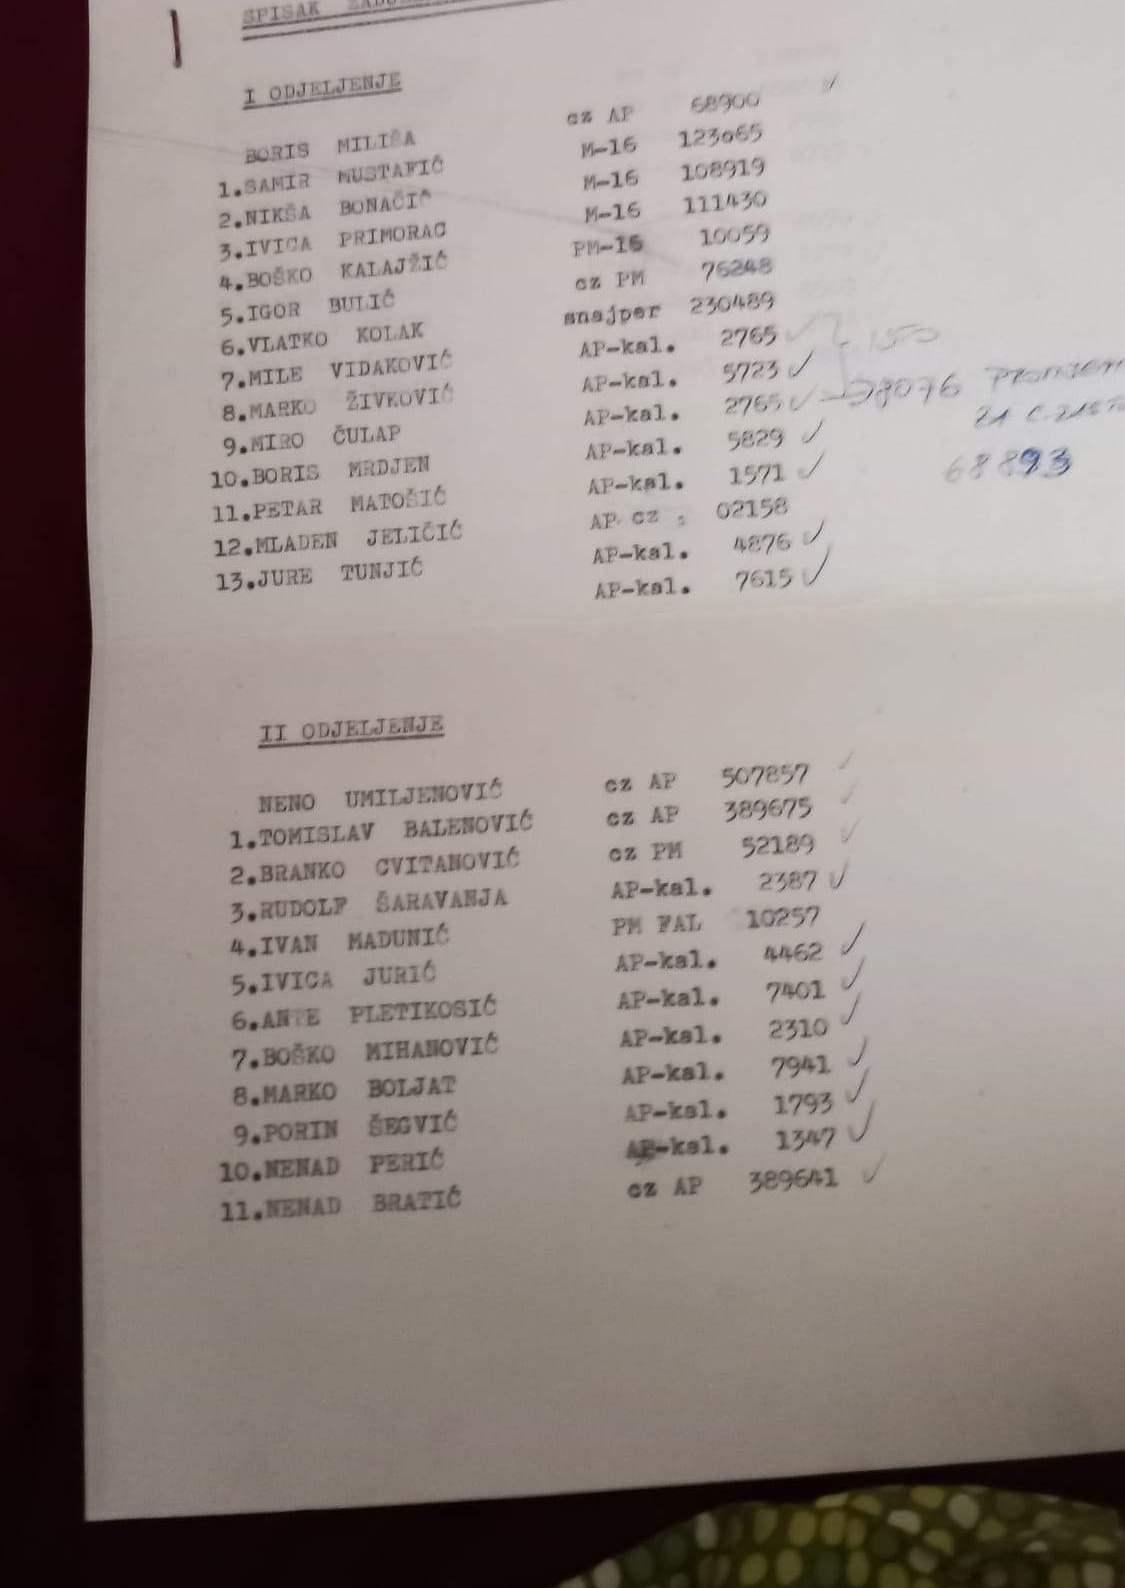 SPISAK
I ODJELJENJE
BORIS MILIŠA cz AP 68900 ✓
1.SAMIR MUSTAFIĆ M-16 123065
2.NIKŠA BONAČIĆ M-16 108919
3.IVICA PRIMORAC M-16 111430
4.BOŠKO KALAJŽIĆ PM-16 10059
5.IGOR BULIĆ cz PM 76248
6.VLATKO KOLAK snajper 230489
7.MILE VIDAKOVIĆ AP-kal. 2765 ✓
8.MARKO ŽIVKOVIĆ AP-kal. 5723 ✓
9.MIRO ČULAP AP-kal. 2765 ✓
10.BORIS MRDJEN AP-kal. 5829 ✓
11.PETAR MATOŠIĆ AP-kal. 1571 ✓ 68893
12.MLADEN JELIČIĆ AP cz 02158
13.JURE TUNJIĆ AP-kal. 4876 ✓
AP-kal. 7615 ✓
II ODJELJENJE
NENO UMILJENOVIĆ cz AP 507857 ✓
1.TOMISLAV BALENOVIĆ cz AP 389675 ✓
2.BRANKO CVITANOVIĆ cz PM 52189 ✓
3.RUDOLF ŠARAVANJA AP-kal. 2387 ✓
4.IVAN MADUNIĆ PM FAL 10257
5.IVICA JURIĆ AP-kal. 4462 ✓
6.ANTE PLETIKOSIĆ AP-kal. 7401 ✓
7.BOŠKO MIHANOVIĆ AP-kal. 2310 ✓
8.MARKO BOLJAT AP-kal. 7941 ✓
9.PORIN ŠEGVIĆ AP-kal. 1793 ✓
10.NENAD PERIĆ AP-kal. 1347 ✓
11.NENAD BRATIĆ cz AP 389641 ✓